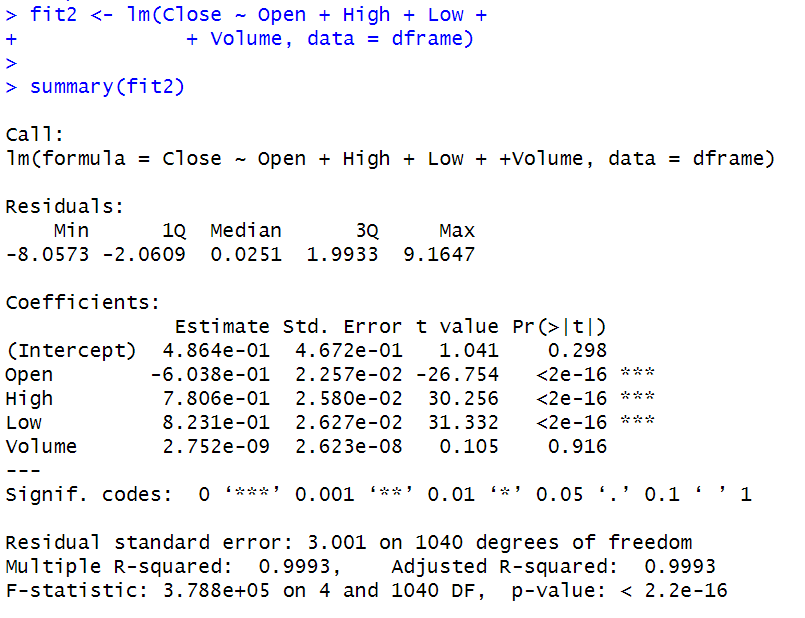 > fit2 <- lm(Close ~ Open + High + Low +
+ + Volume, data = dframe)
>
> summary(fit2)
Call:
lm(formula = Close ~ Open + High + Low + +Volume, data = dframe)
Residuals:
Min 1Q Median 3Q Max
-8.0573 -2.0609 0.0251 1.9933 9.1647
Coefficients:
Estimate Std. Error t value Pr(>|t|)
(Intercept) 4.864e-01 4.672e-01 1.041 0.298
Open -6.038e-01 2.257e-02 -26.754 <2e-16 ***
High 7.806e-01 2.580e-02 30.256 <2e-16 ***
Low 8.231e-01 2.627e-02 31.332 <2e-16 ***
Volume 2.752e-09 2.623e-08 0.105 0.916
---
Signif. codes: 0 ‘***’ 0.001 ‘**’ 0.01 ‘*’ 0.05 ‘.’ 0.1 ‘ ’ 1
Residual standard error: 3.001 on 1040 degrees of freedom
Multiple R-squared: 0.9993, Adjusted R-squared: 0.9993
F-statistic: 3.788e+05 on 4 and 1040 DF, p-value: < 2.2e-16